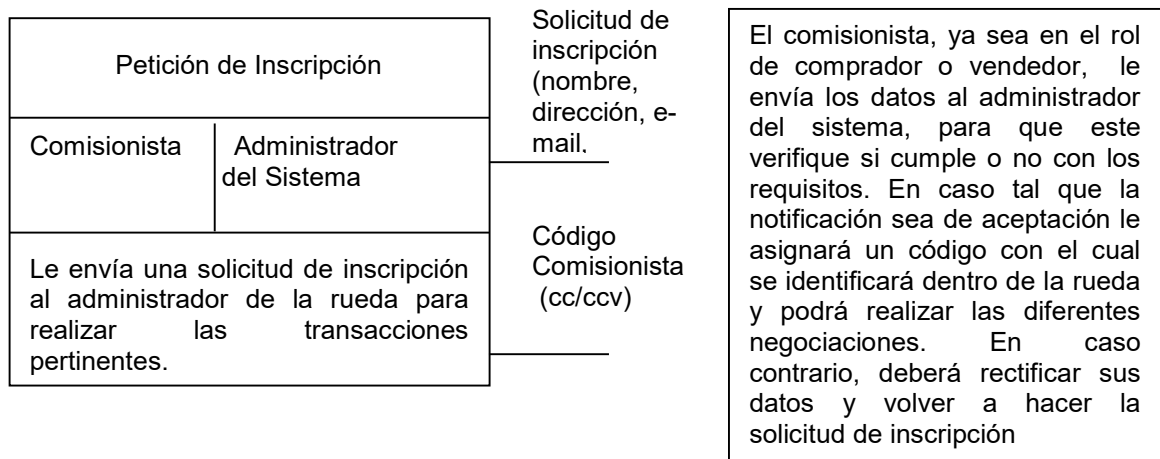 Petición de Inscripción
Comisionista
Administrador
del Sistema
Le envía una solicitud de inscripción
al administrador de la rueda para
realizar las transacciones
pertinentes.
Solicitud de
inscripción
(nombre,
dirección, e-
mail,
Código
Comisionista
(cc/ccv)
El comisionista, ya sea en el rol
de comprador o vendedor, le
envía los datos al administrador
del sistema, para que este
verifique si cumple o no con los
requisitos. En caso tal que la
notificación sea de aceptación le
asignará un código con el cual
se identificará dentro de la rueda
y podrá realizar las diferentes
negociaciones. En caso
contrario, deberá rectificar sus
datos y volver a hacer la
solicitud de inscripción